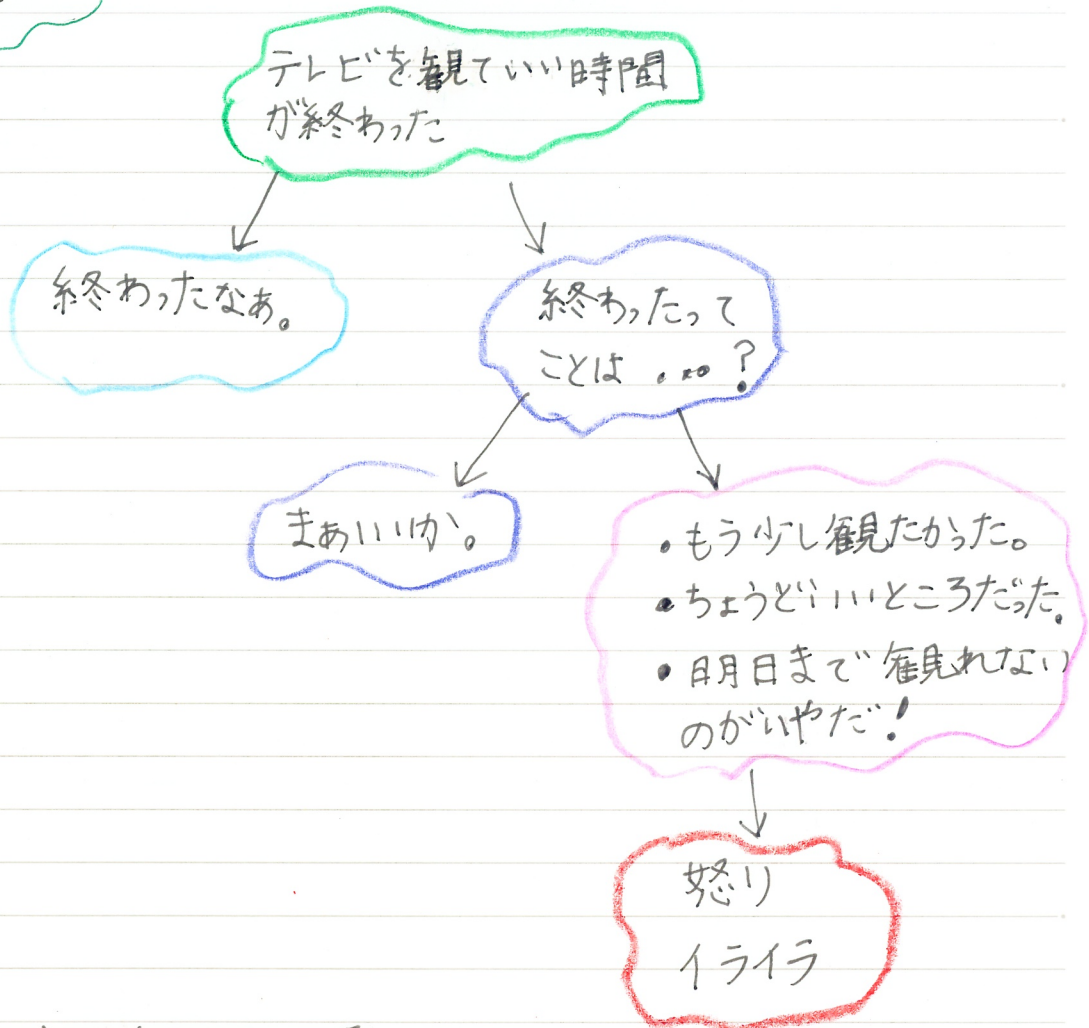 テレビを観ていい時間
が終わった
終わったなぁ。
終わったって
ことは...?
まぁいいか。
・もう少し観たかった。
・ちょうどいいところだった。
・明日まで観れない
のがいやだ!
怒り
イライラ